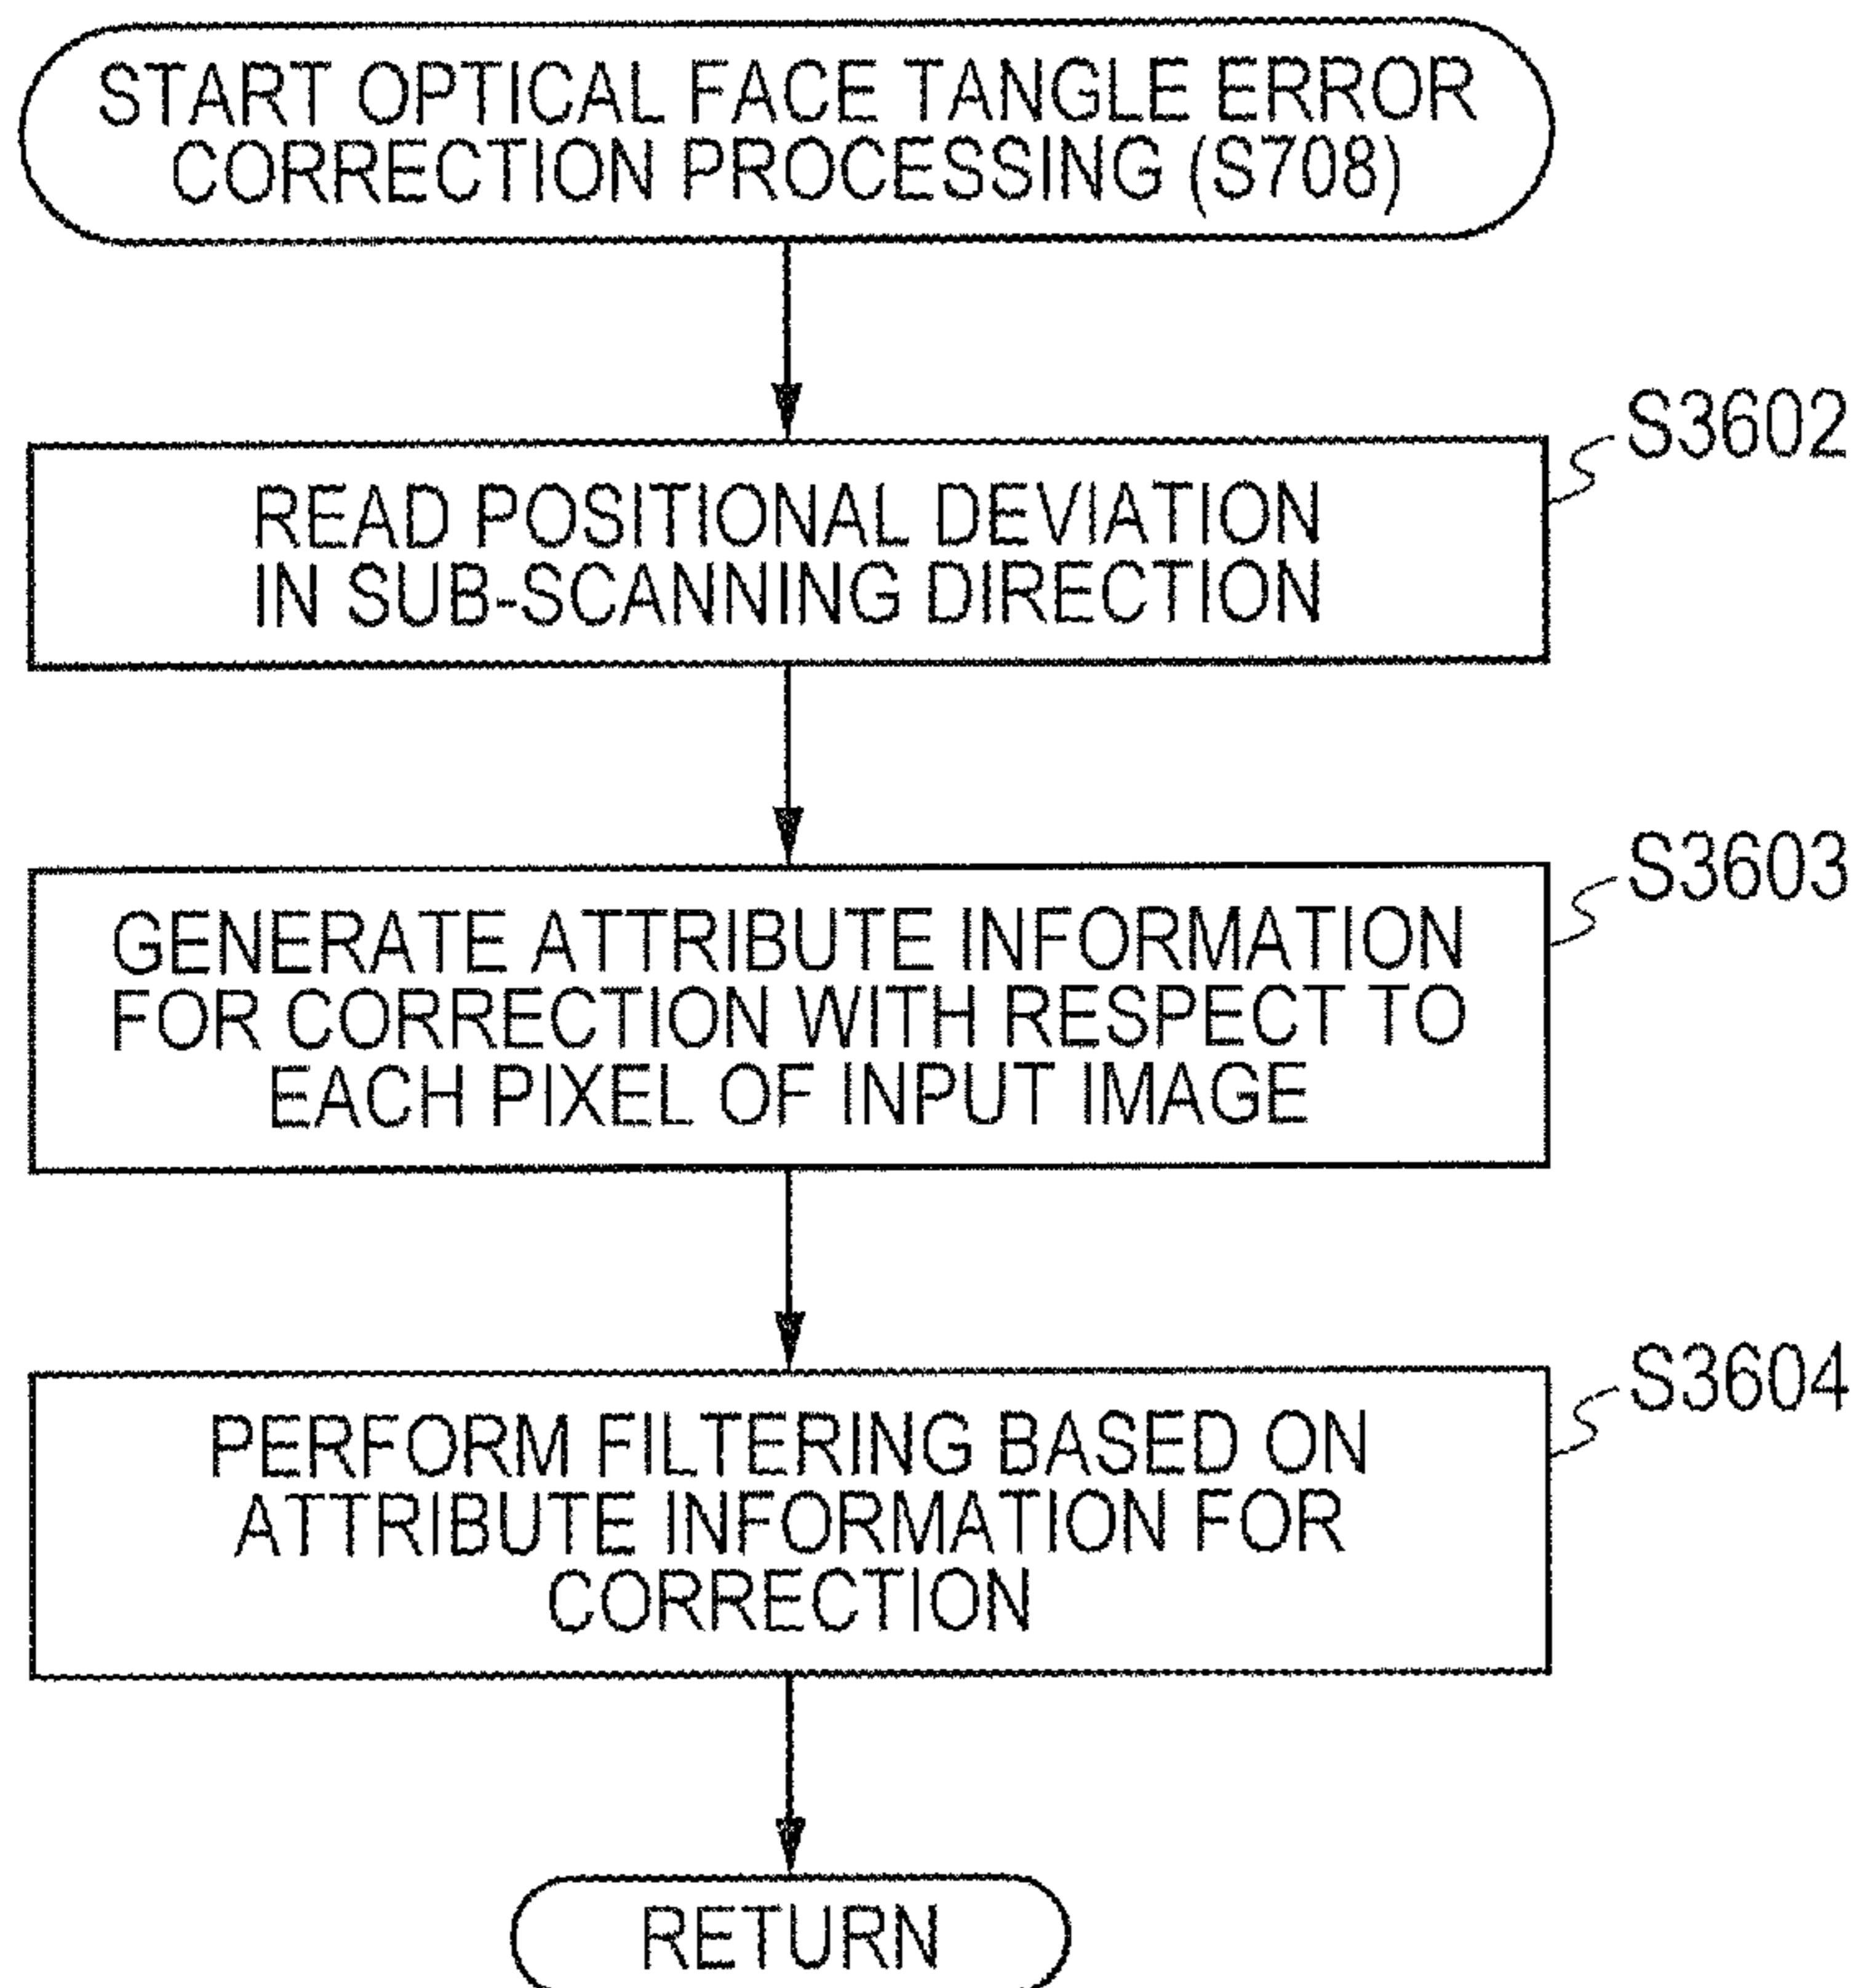 START OPTICAL FACE TANGLE ERROR
CORRECTION PROCESSING (S708)
S3602
READ POSITIONAL DEVIATION
IN SUB-SCANNING DIRECTION
S3603
GENERATE ATTRIBUTE INFORMATION
FOR CORRECTION WITH RESPECT TO
EACH PIXEL OF INPUT IMAGE
S3604
PERFORM FILTERING BASED ON
ATTRIBUTE INFORMATION FOR
CORRECTION
RETURN